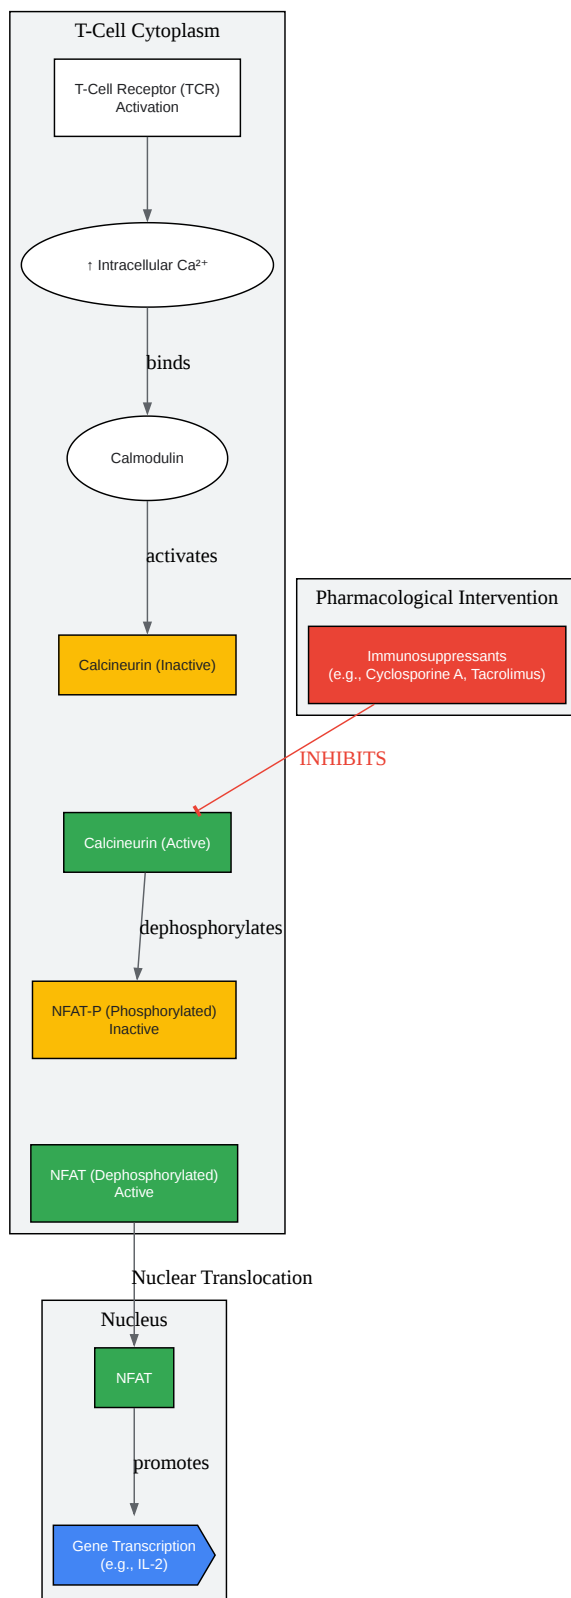 T-Cell Cytoplasm
T-Cell Receptor (TCR)
Activation
↑ Intracellular Ca²⁺
binds
Calmodulin
activates
Calcineurin (Inactive)
Pharmacological Intervention
Immunosuppressants
(e.g., Cyclosporine A, Tacrolimus)
INHIBITS
Calcineurin (Active)
dephosphorylates
NFAT-P (Phosphorylated)
Inactive
NFAT (Dephosphorylated)
Active
Nuclear Translocation
Nucleus
NFAT
promotes
Gene Transcription
(e.g., IL-2)